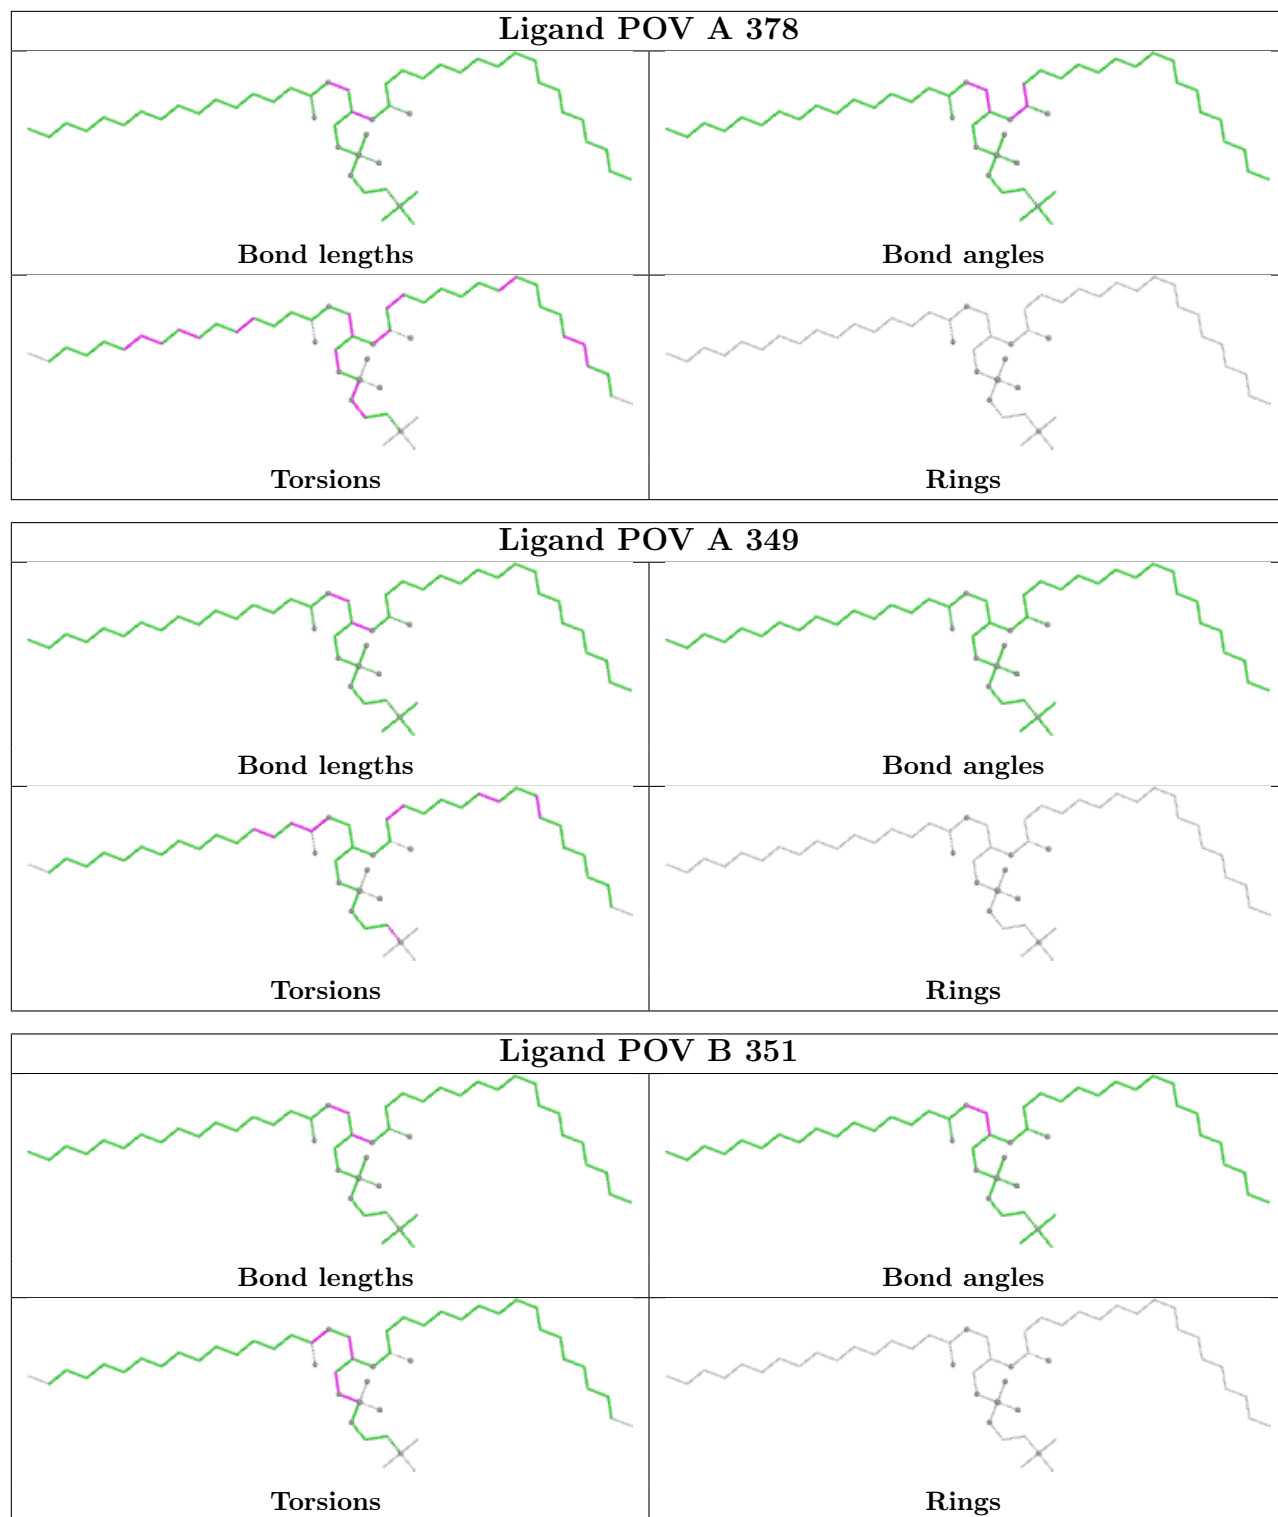 Ligand POV A 378
Bond lengths
Bond angles
Torsions
Rings
Ligand POV A 349
Bond lengths
Bond angles
Torsions
Rings
Ligand POV B 351
Bond lengths
Bond angles
Torsions
Rings